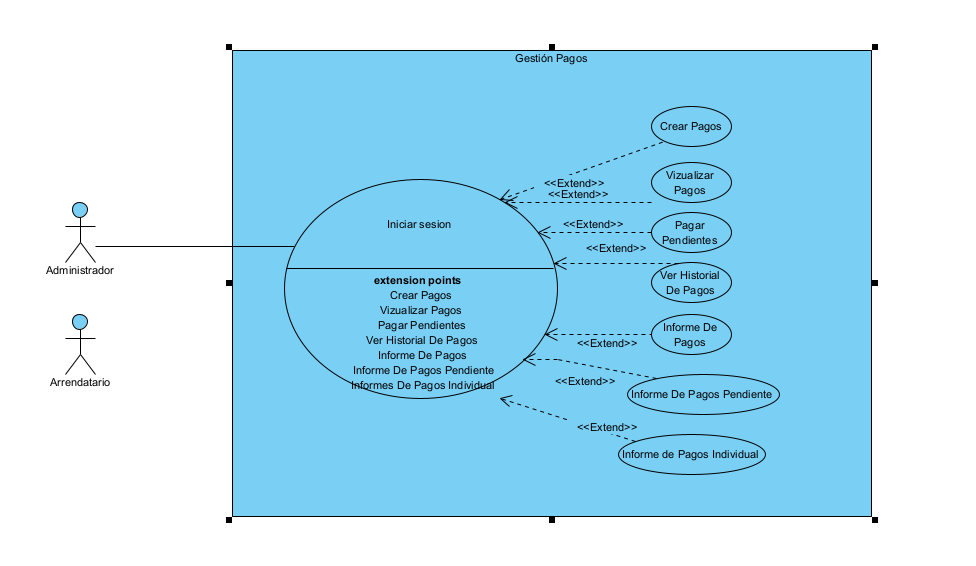 Gestión Pagos
Crear Pagos
<<Extend>>
<<Extend>>
Vizualizar
Pagos
Iniciar sesion
<<Extend>>
Pagar
Pendientes
<<Extend>>
Administrador
extension points
Crear Pagos
Vizualizar Pagos
Pagar Pendientes
Ver Historial De Pagos
Informe De Pagos
Informe De Pagos Pendiente
Informes De Pagos Individual
Ver Historial
De Pagos
Informe De
Pagos
<<Extend>>
Arrendatario
<<Extend>>
Informe De Pagos Pendiente
<<Extend>>
Informe de Pagos Individual